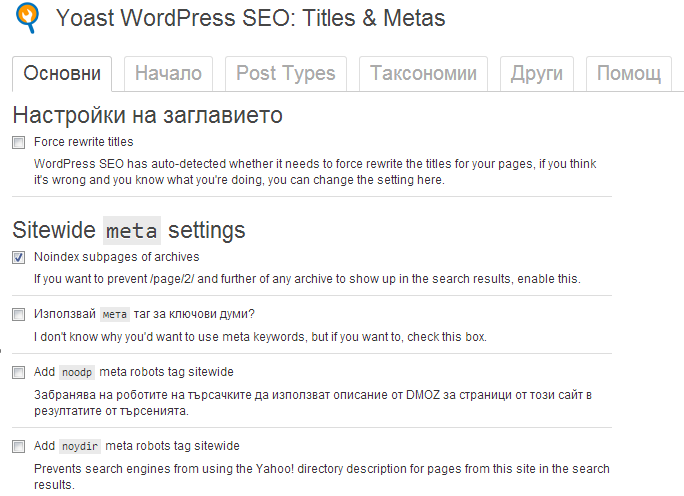 Yoast WordPress SEO: Titles & Metas
Основни Начало Post Types Таксономии Други Помощ
Настройки на заглавието
Force rewrite titles
WordPress SEO has auto-detected whether it needs to force rewrite the titles for your pages, if you think
it's wrong and you know what you're doing, you can change the setting here.
Sitewide meta settings
Noindex subpages of archives
If you want to prevent /page/2/ and further of any archive to show up in the search results, enable this.
Използвай мета таг за ключови думи?
I don't know why you'd want to use meta keywords, but if you want to, check this box.
Add noodp meta robots tag sitewide
Забранява на роботите на търсачките да използват описание от DMOZ за страници от този сайт в
резултатите от търсенията.
Add noydir meta robots tag sitewide
Prevents search engines from using the Yahoo! directory description for pages from this site in the search
results.